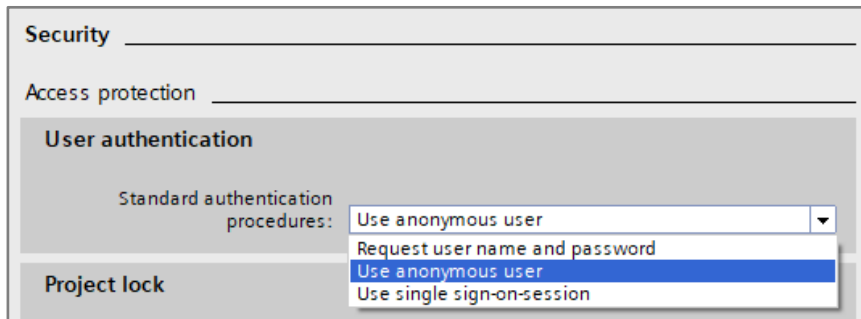 Security
Access protection
User authentication
Standard authentication
procedures:
Use anonymous user
Request user name and password
Use anonymous user
Use single sign-on-session
Project lock